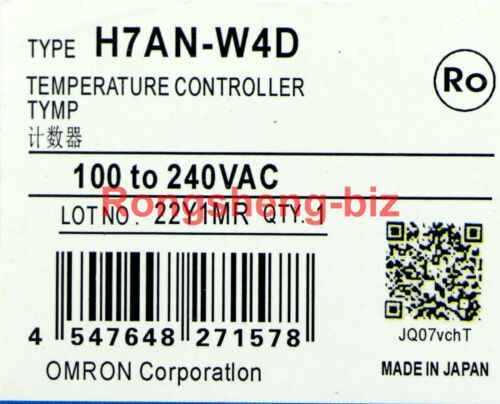 TYPE H7AN-W4D
TEMPERATURE CONTROLLER
TYMP
计数器
Ro
100 to 240VAC
Rongsheng-biz
LOT NO. 22Y1MR QTY. 1
4 547648 271578
JQ07vchT
OMRON Corporation
MADE IN JAPAN